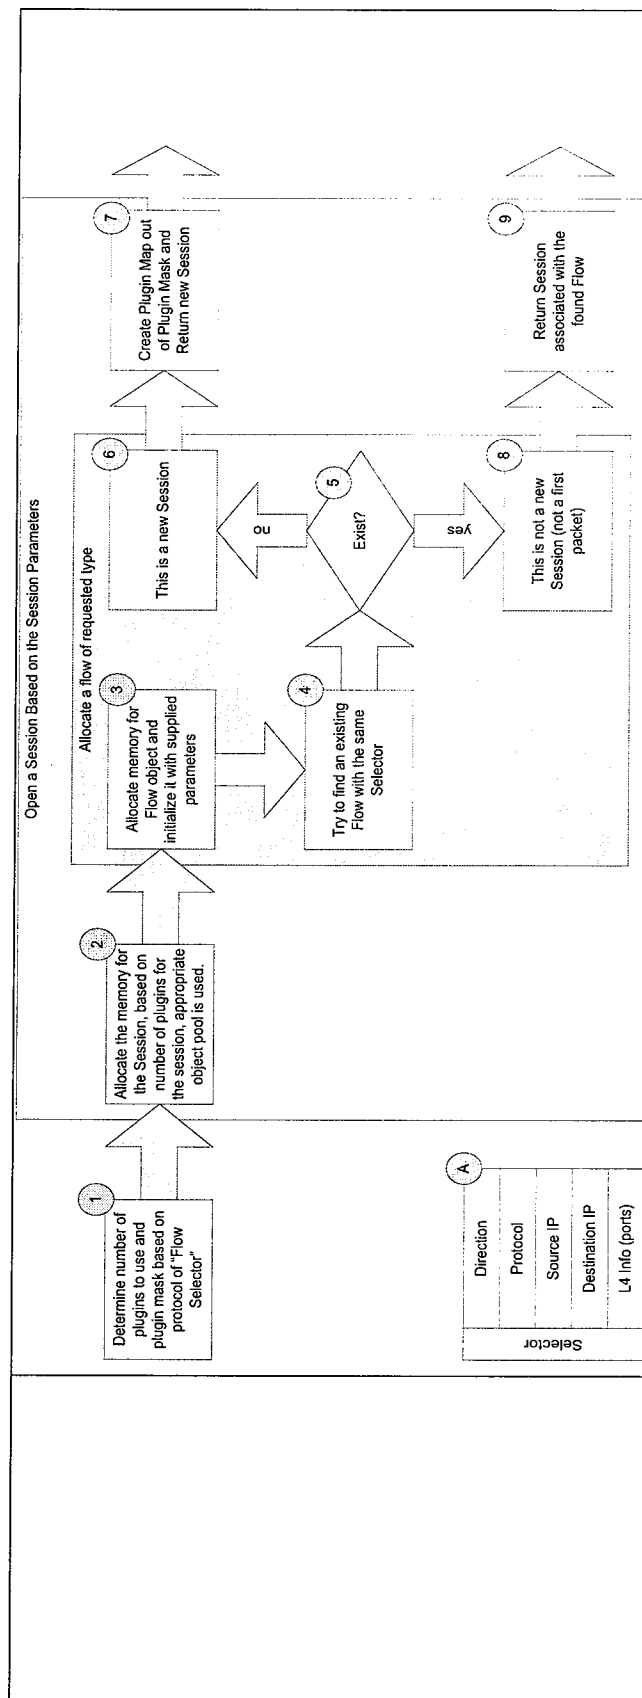 Open a Session Based on the Session Parameters
1
Determine number of
plugins to use and
plugin mask based on
protocol of "Flow
Selector"
2
Allocate the memory for
the Session, based on
number of plugins for
the session, appropriate
object pool is used.
Allocate a flow of requested type
3
Allocate memory for
Flow object and
initialize it with supplied
parameters
4
Try to find an existing
Flow with the same
Selector
5
Exist?
no
yes
6
This is a new Session
7
Create Plugin Map out
of Plugin Mask and
Return new Session
8
This is not a new
Session (not a first
packet)
9
Return Session
associated with the
found Flow
A
Selector
Direction
Protocol
Source IP
Destination IP
L4 Info (ports)